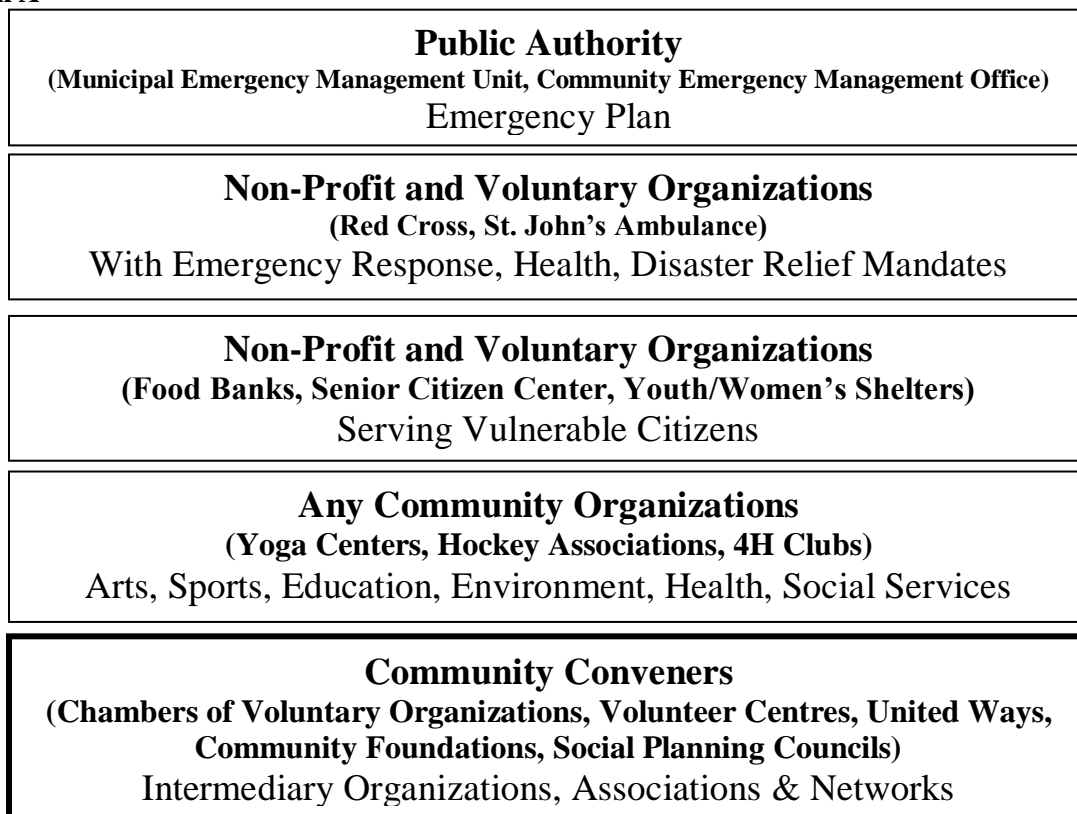 Public Authority
(Municipal Emergency Management Unit, Community Emergency Management Office)
Emergency Plan
Non-Profit and Voluntary Organizations
(Red Cross, St. John’s Ambulance)
With Emergency Response, Health, Disaster Relief Mandates
Non-Profit and Voluntary Organizations
(Food Banks, Senior Citizen Center, Youth/Women’s Shelters)
Serving Vulnerable Citizens
Any Community Organizations
(Yoga Centers, Hockey Associations, 4H Clubs)
Arts, Sports, Education, Environment, Health, Social Services
Community Conveners
(Chambers of Voluntary Organizations, Volunteer Centres, United Ways,
Community Foundations, Social Planning Councils)
Intermediary Organizations, Associations & Networks